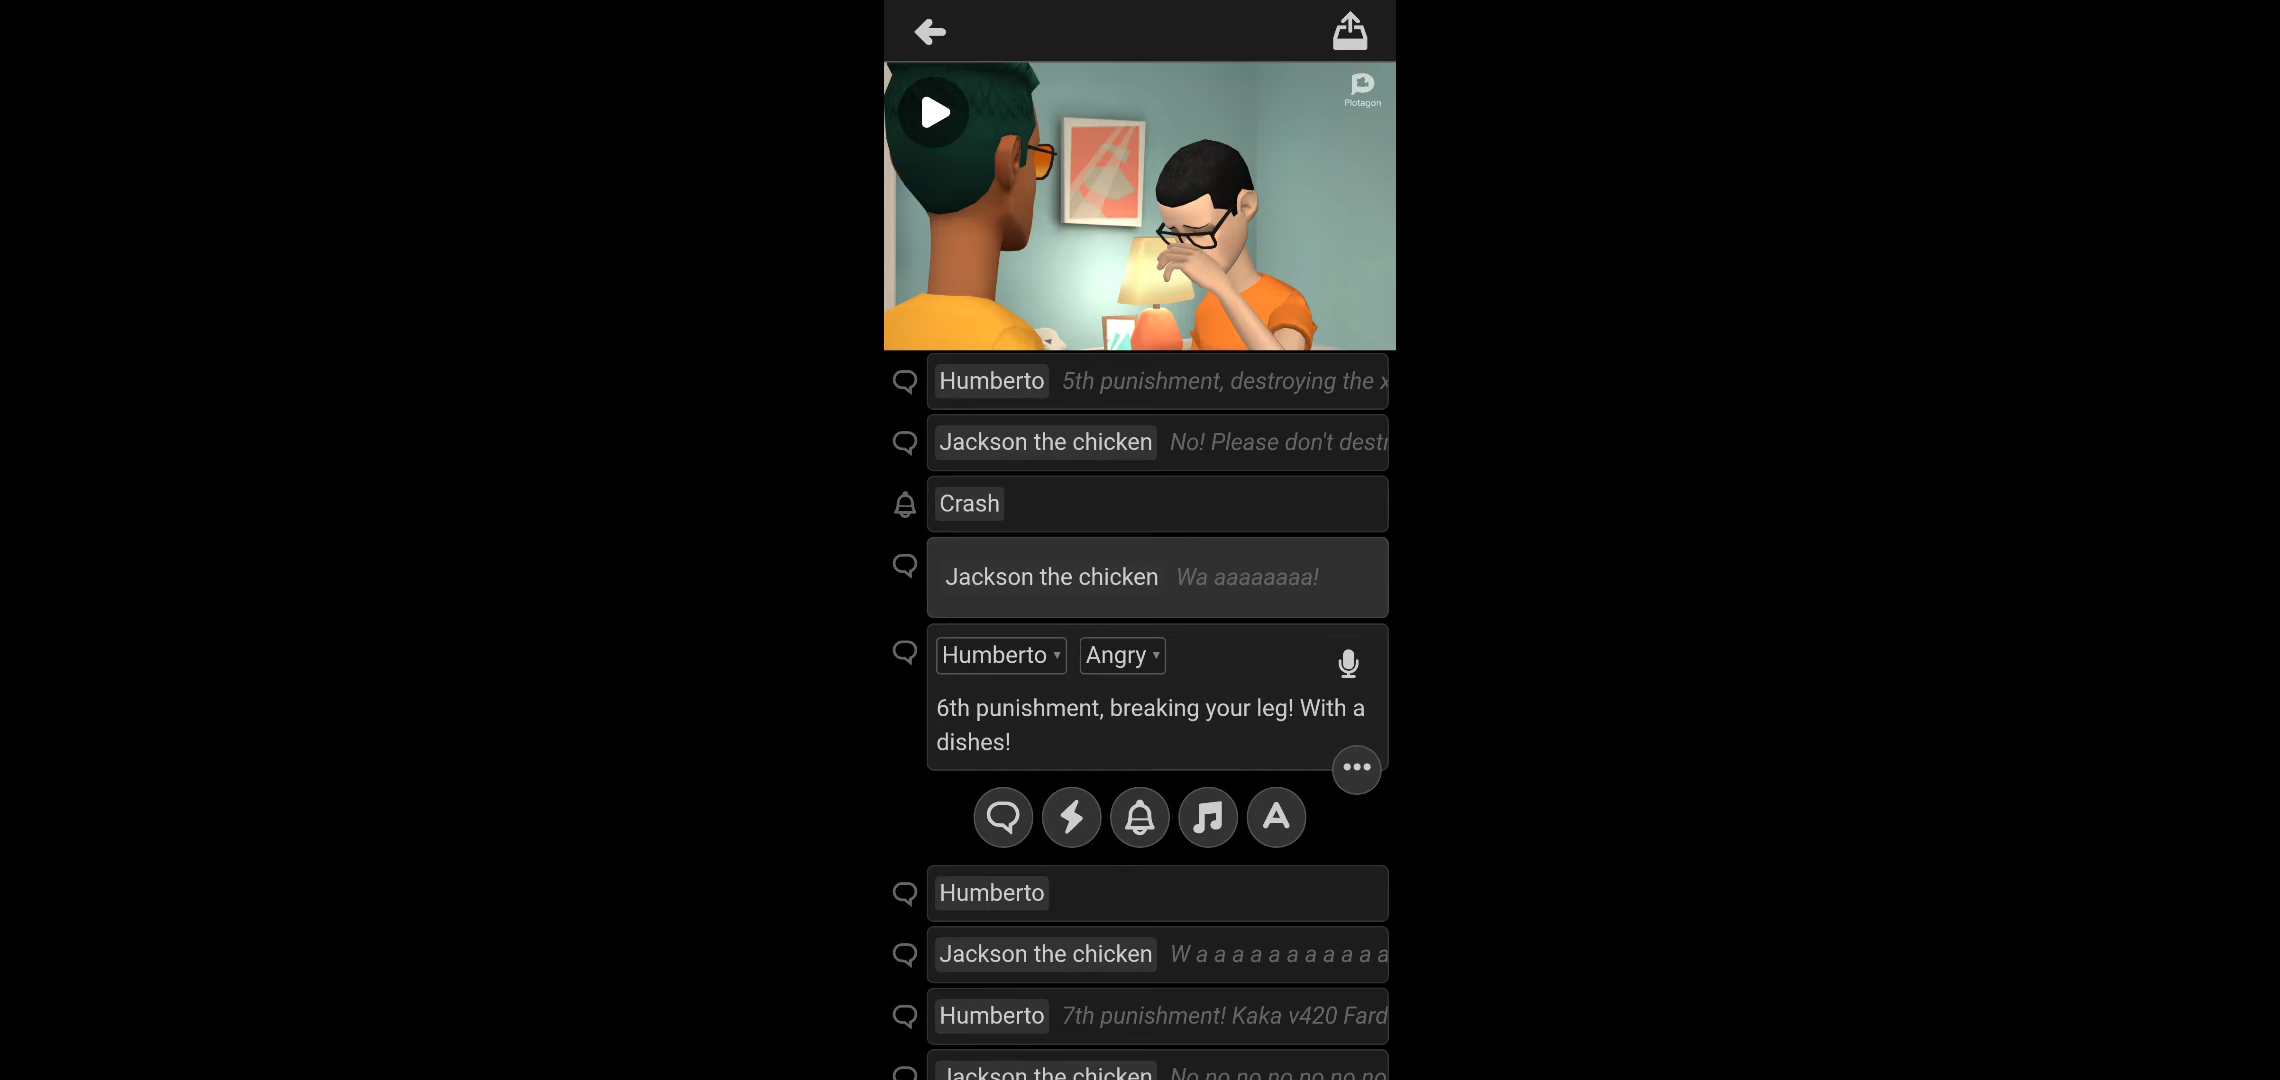 Plotagon
Humberto 5th punishment, destroying the
Jackson the chicken No! Please don't destr
Crash
Jackson the chicken Wa aaaaaaaa!
Humberto Angry
6th punishment, breaking your leg! With a
dishes!
A
Humberto
Jackson the chicken W a a a a a a a a a a a
Humberto 7th punishment! Kaka v420 Fard
Jackson the chicken No no no no no no no